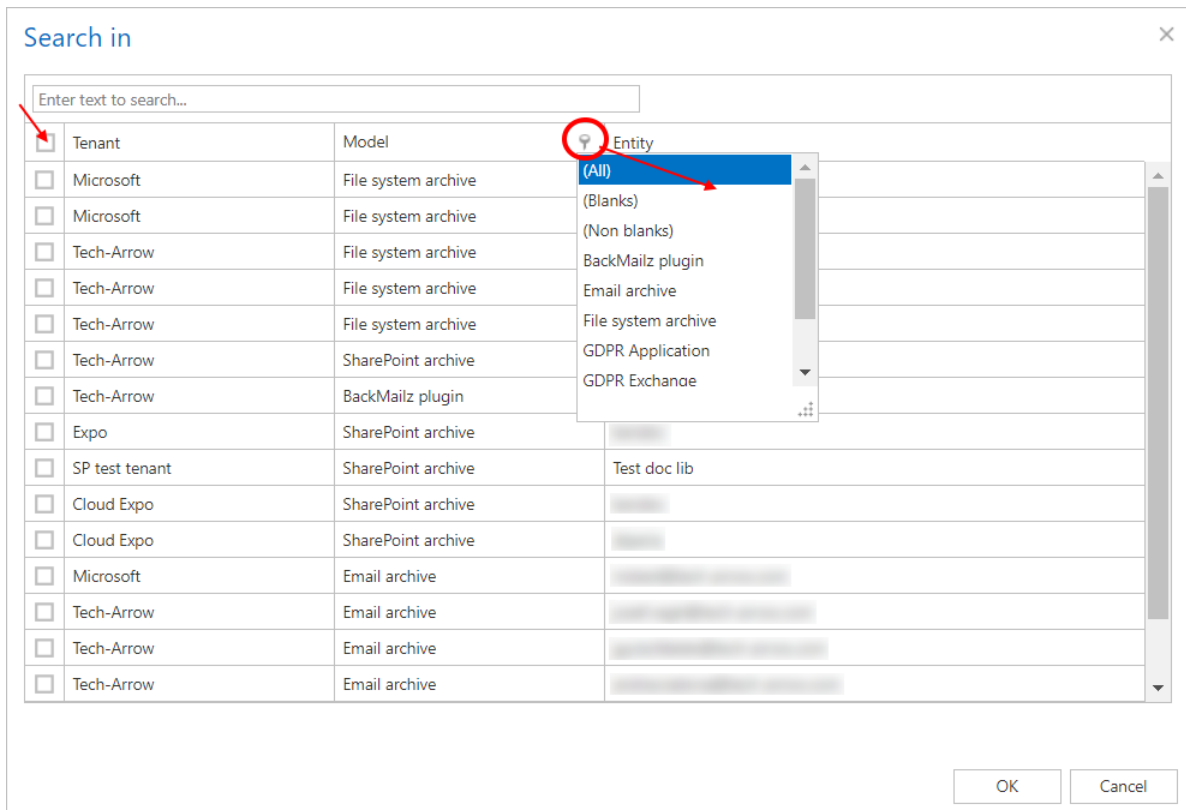 Search in
Enter text to search...
Tenant Model Entity
Microsoft File system archive
Microsoft File system archive
Tech-Arrow File system archive
Tech-Arrow File system archive
Tech-Arrow File system archive
Tech-Arrow SharePoint archive
Tech-Arrow BackMailz plugin
(All)
(Blanks)
(Non blanks)
BackMailz plugin
Email archive
File system archive
GDPR Application
GDPR Exchange
Expo SharePoint archive
SP test tenant SharePoint archive Test doc lib
Cloud Expo SharePoint archive
Cloud Expo SharePoint archive
Microsoft Email archive
Tech-Arrow Email archive
Tech-Arrow Email archive
Tech-Arrow Email archive
OK Cancel